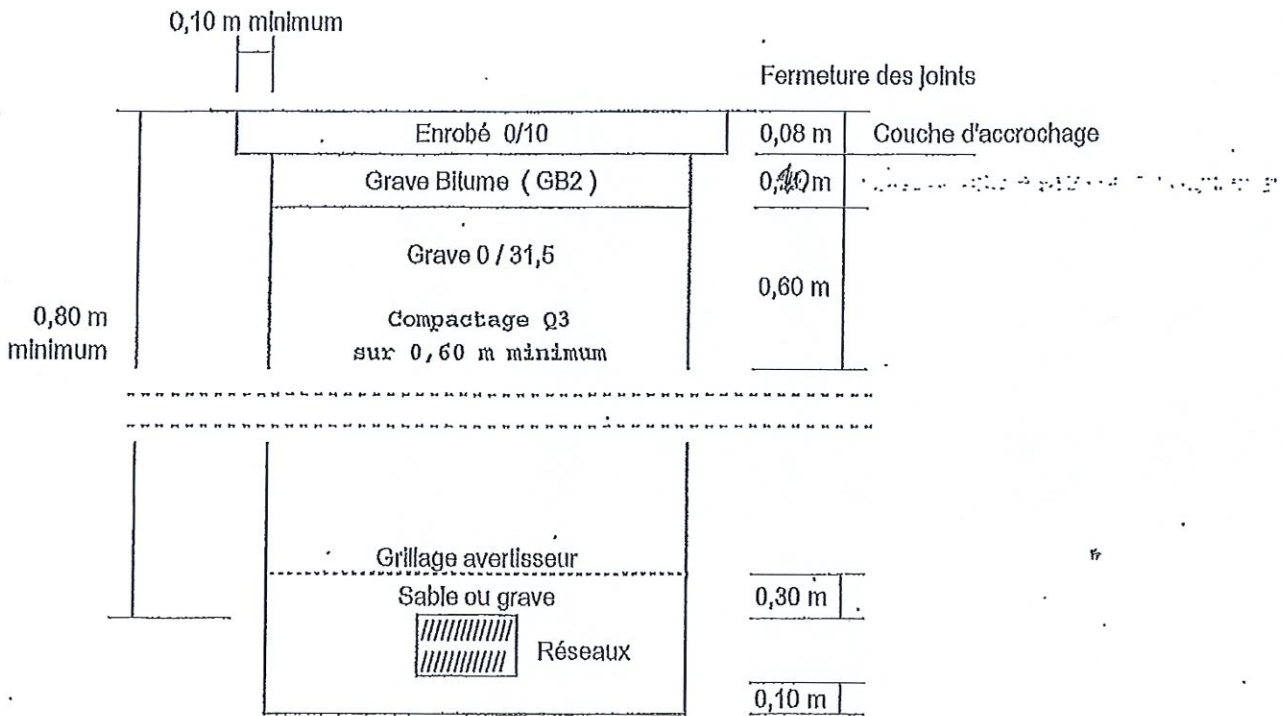 0,10 m minimum
Fermeture des joints
Enrobé 0/10
0,08 m
Couche d'accrochage
Grave Bitume ( GB2 )
Grave 0 / 31,5
0,60 m
Compactage Q3
sur 0,60 m minimum
0,80 m
minimum
Grillage avertisseur
Sable ou grave
0,30 m
Réseaux
0,10 m